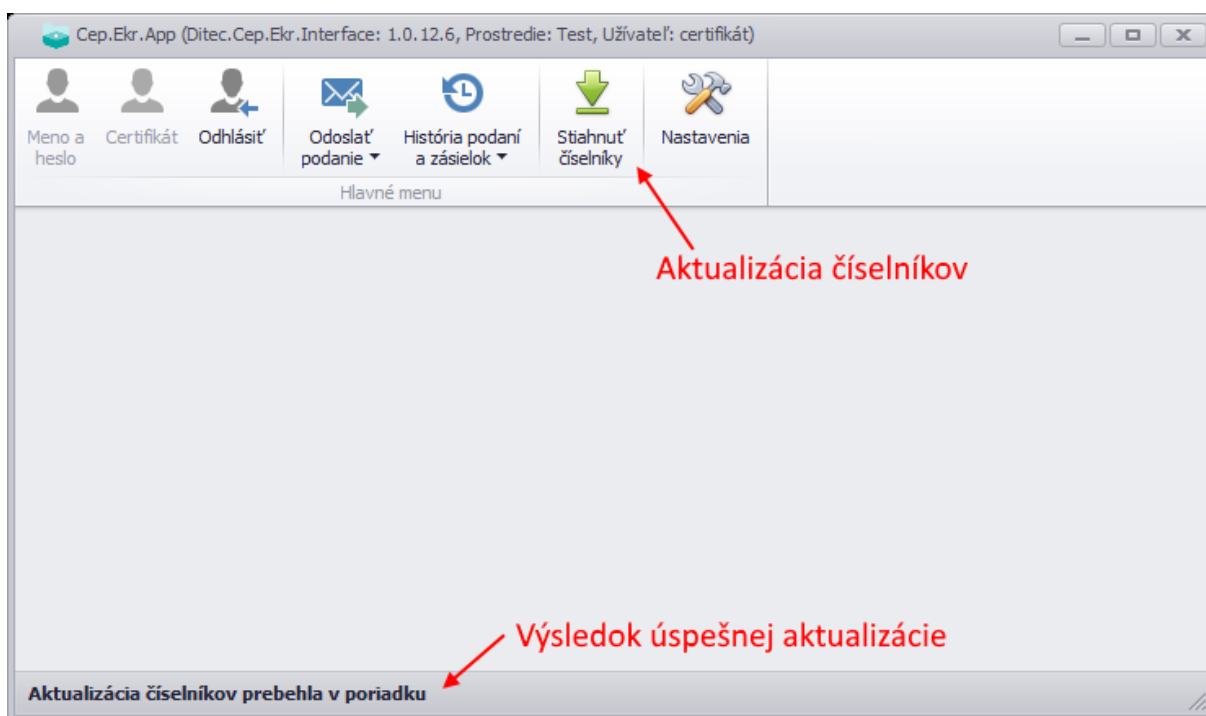 Cep.Ekr.App (Ditec.Cep.Ekr.Interface: 1.0.12.6, Prostredie: Test, Užívateľ: certifikát)
Meno a
heslo
Certifikát
Odhlásiť
Odoslať
podanie
História podaní
a zásielok
Stiahnuť
číselníky
Nastavenia
Hlavné menu
Aktualizácia číselníkov
Výsledok úspešnej aktualizácie
Aktualizácia číselníkov prebehla v poriadku